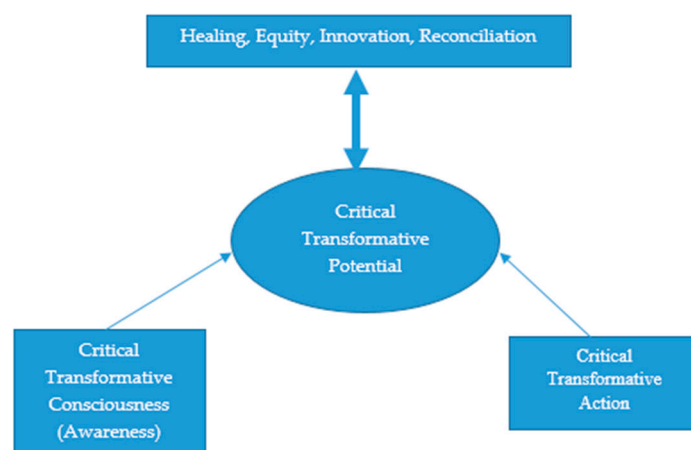 Healing, Equity, Innovation, Reconciliation
Critical
Transformative
Potential
Critical
Transformative
Consciousness
(Awareness)
Critical
Transformative
Action